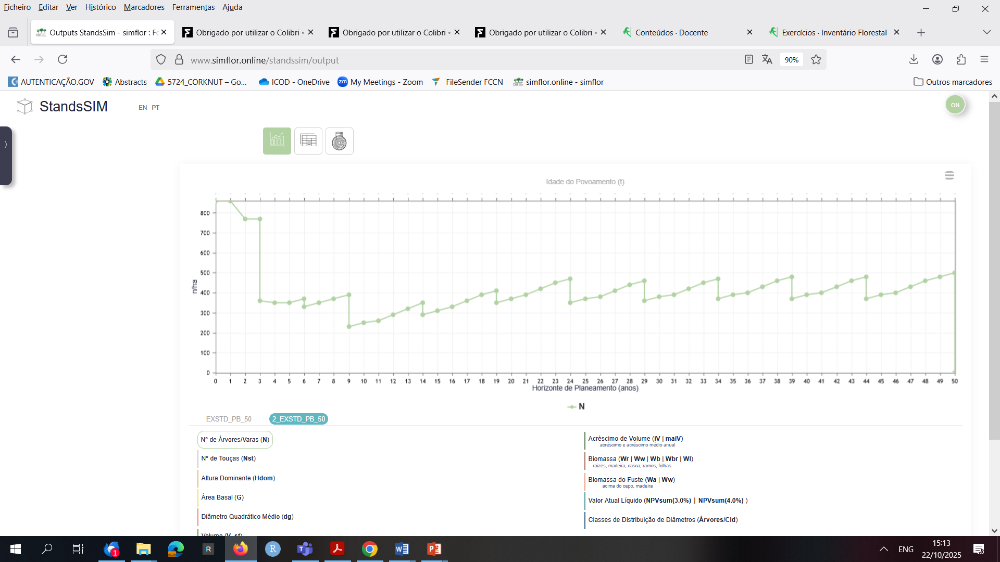 Ficheiro Editar Ver Histórico Marcadores Ferramentas Ajuda
Outputs StandsSim - simflor : Fo
Obrigado por utilizar o Colibri •
Obrigado por utilizar o Colibri •
Obrigado por utilizar o Colibri •
Conteúdos · Docente
Exercícios · Inventário Florestal
www.simflor.online/standssim/output
90%
AUTENTICAÇÃO.GOV
Abstracts
5724_CORKNUT – Go...
ICOD - OneDrive
zm My Meetings - Zoom
FileSender FCCN
simflor.online - simflor
Outros marcadores
StandsSIM
EN PT
ON
Idade do Povoamento (t)
- - - - - - - - - - - - - - - - - - - - - - - - - - - - - - - - - - - - - - - - - - - - - - - - - - -
800
700
600
500
400
300
200
100
0
n/ha
0 1 2 3 4 5 6 7 8 9 10 11 12 13 14 15 16 17 18 19 20 21 22 23 24 25 26 27 28 29 30 31 32 33 34 35 36 37 38 39 40 41 42 43 44 45 46 47 48 49 50
Horizonte de Planeamento (anos)
N
EXSTD_PB_50
2_EXSTD_PB_50
Nº de Árvores/Varas (N)
Nº de Touças (Nst)
Altura Dominante (Hdom)
Área Basal (G)
Diâmetro Quadrático Médio (dg)
Volume (V, st)
Acréscimo de Volume (iV | maiV)
acréscimo e acréscimo médio anual
Biomassa (Wr | Ww | Wb | Wbr | Wl)
raizes, madeira, casca, ramos, folhas
Biomassa do Fuste (Wa | Ww)
acima do cepo, madeira
Valor Atual Líquido (NPVsum(3.0%) | NPVsum(4.0%) )
Classes de Distribuição de Diâmetros (Árvores/Cld)
1
R
R
ENG
15:13
22/10/2025